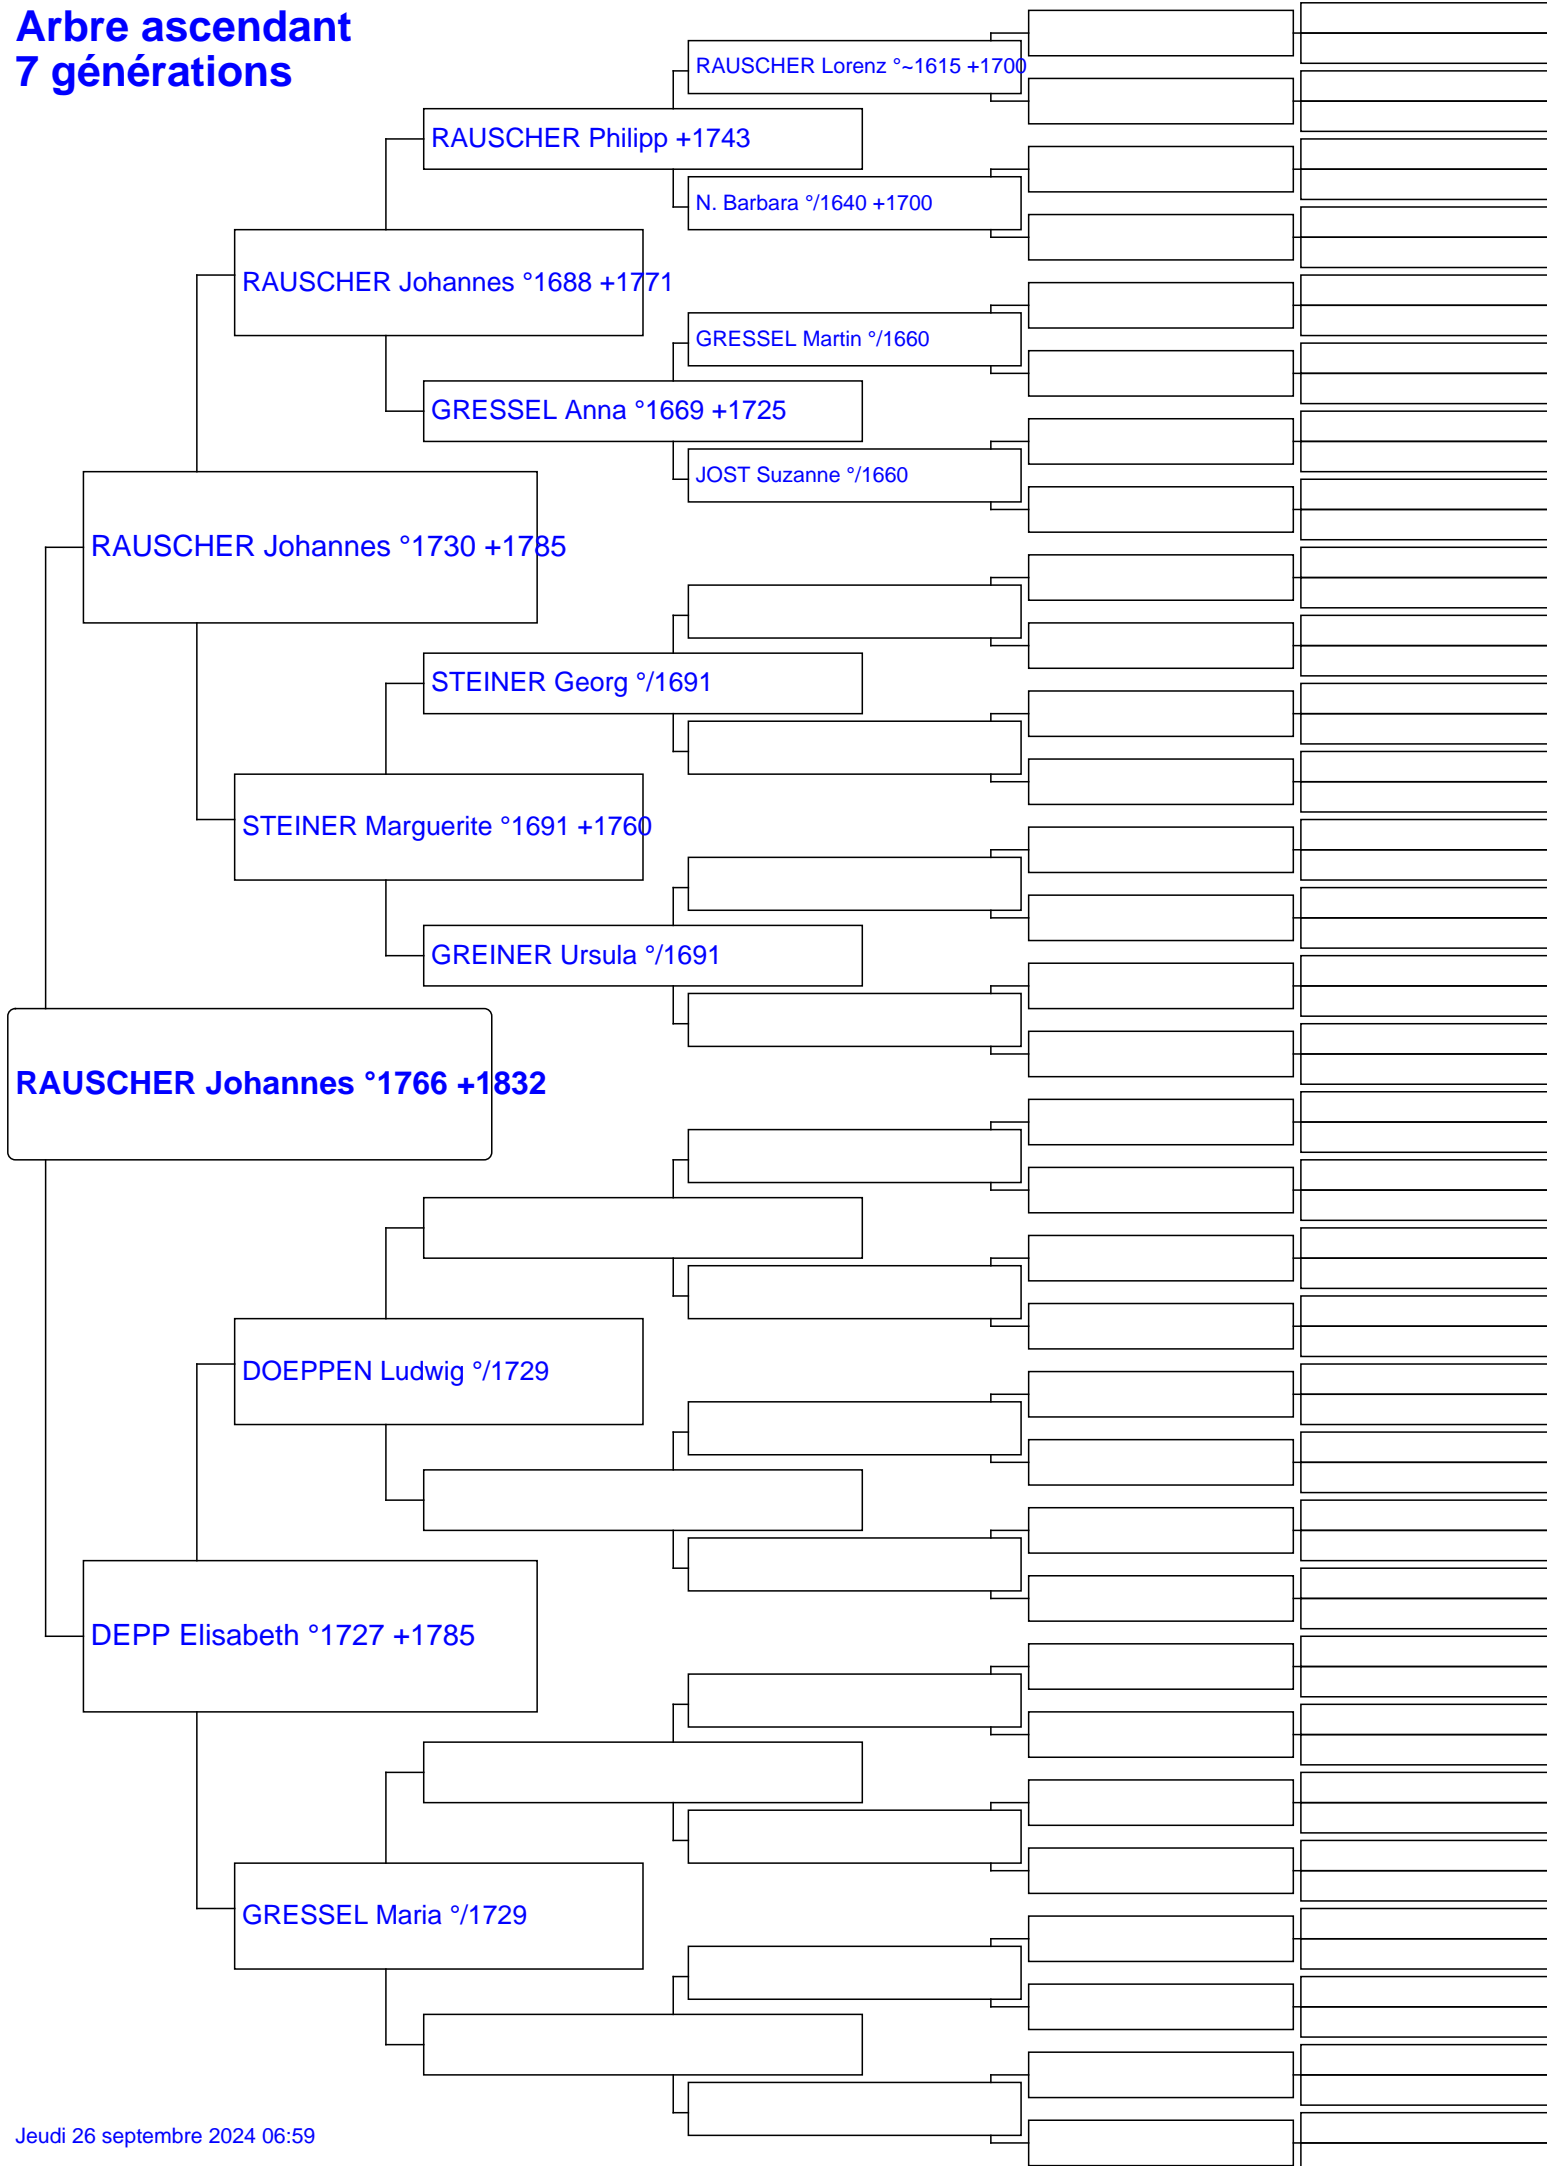 Arbre ascendant
7 générations
RAUSCHER Lorenz °~1615 +1700
RAUSCHER Philipp +1743
N. Barbara °/1640 +1700
RAUSCHER Johannes °1688 +1771
GRESSEL Martin °/1660
GRESSEL Anna °1669 +1725
JOST Suzanne °/1660
RAUSCHER Johannes °1730 +1785
STEINER Georg °/1691
STEINER Marguerite °1691 +1760
GREINER Ursula °/1691
RAUSCHER Johannes °1766 +1832
DOEPPEN Ludwig °/1729
DEPP Elisabeth °1727 +1785
GRESSEL Maria °/1729
Jeudi 26 septembre 2024 06:59